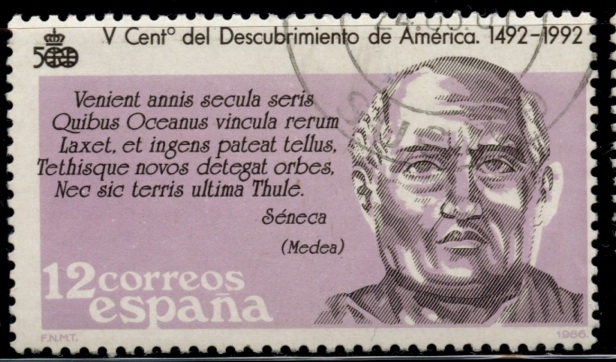 500
V Centº del Descubrimiento de América. 1492-1992
Venient annis secula seris
Quibus Oceanus vincula rerum
Laxet, et ingens pateat tellus,
Tethisque novos detegat orbes,
Nec sic terris ultima Thule.
Séneca
(Medea)
12 correos
españa
F.N.M.T.
1986